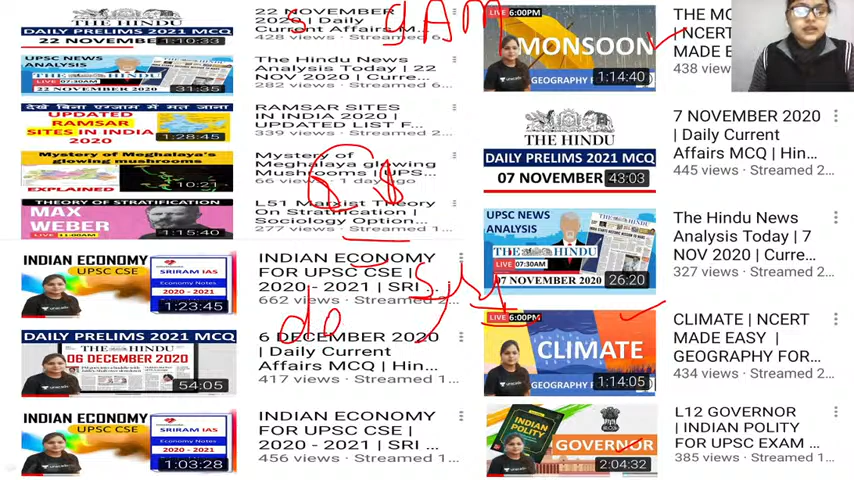 THE HINDU
DAILY PRELIMS 2021 MCQ
22 NOVEMBE
1:10:33
22 NOVEMBER
| Daily
Current Affairs M...
428 views • Streamed 6...
UPSC NEWS
ANALYSIS
THE HINDU
LIVE 07:30AM
22 NOVEMBER 2020
31:35
The Hindu News
Analysis Today | 22
NOV 2020 | Curre...
282 views • Streamed 6...
देखे बिना एग्जाम में मत जाना
UPDATED
RAMSAR
SITES IN INDIA
2020
1:28:45
RAMSAR SITES
IN INDIA 2020 |
UPDATED LIST F...
339 views • Streamed 2...
Mystery of Meghalaya's
glowing mushrooms
EXPLAINED
10:21
Mystery of
Meghalaya glowing
Mushrooms | UPS...
66 views • 1 day ago
THEORY OF STRATIFICATION
MAX
WEBER
LIVE 11:00AM
1:15:40
L51 Marxist Theory
On Stratification |
Sociology Option...
277 views • Streamed 1...
INDIAN ECONOMY
UPSC CSE
SRIRAM IAS
2020 - 2021
Economy Notes
1:23:45
INDIAN ECONOMY
FOR UPSC CSE |
2020 - 2021 | SRI ...
662 views • Streamed 2...
DAILY PRELIMS 2021 MCQ
THE HINDU
06 DECEMBER 2020
54:05
6 DECEMBER 2020
| Daily Current
Affairs MCQ | Hin...
417 views • Streamed 1...
INDIAN ECONOMY
UPSC CSE
SRIRAM IAS
2020 - 2021
Economy Notes
1:03:28
INDIAN ECONOMY
FOR UPSC CSE |
2020 - 2021 | SRI ...
456 views • Streamed 1...
9AM
de
LIVE 6:00PM
MONSOON
GEOGRAPHY
1:14:40
THE MO
NCERT
MADE E
438 view
THE HINDU
DAILY PRELIMS 2021 MCQ
07 NOVEMBER
43:03
7 NOVEMBER 2020
| Daily Current
Affairs MCQ | Hin...
445 views • Streamed 2...
UPSC NEWS
ANALYSIS
THE HINDU
LIVE 07:30AM
07 NOVEMBER 2020
26:20
The Hindu News
Analysis Today | 7
NOV 2020 | Curre...
327 views • Streamed 2...
LIVE 6:00PM
CLIMATE
GEOGRAPHY
1:14:05
CLIMATE | NCERT
MADE EASY |
GEOGRAPHY FOR...
434 views • Streamed 2...
INDIAN
POLITY
GOVERNOR
2:04:32
L12 GOVERNOR
| INDIAN POLITY
FOR UPSC EXAM ...
385 views • Streamed 1...